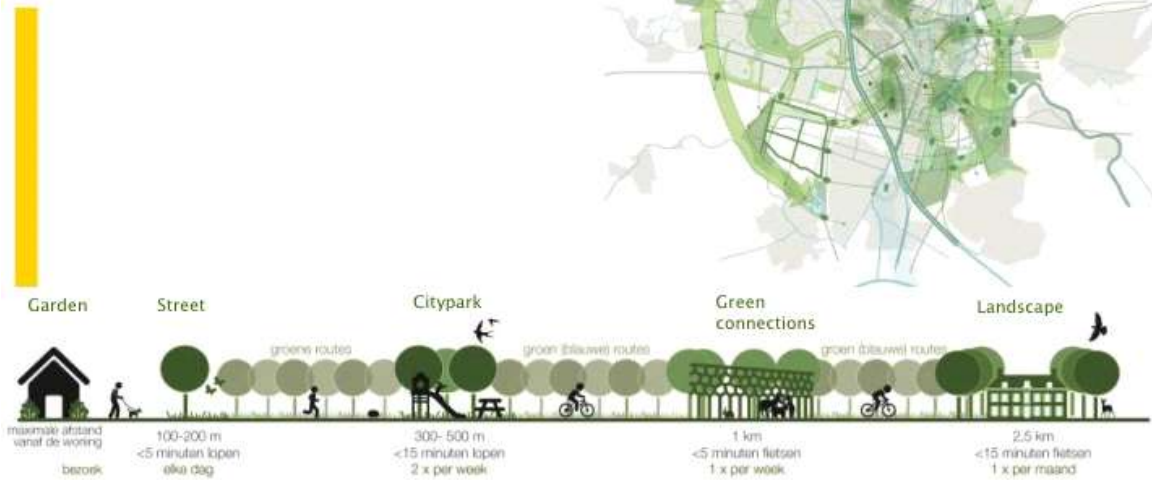 Garden
Street
Citypark
Green
connections
Landscape
groene routes
groen (blauwe) routes
groen (blauwe) routes
maximale afstand
vanaf de woning
100-200 m
300- 500 m
1 km
2,5 km
<5 minuten lopen
<15 minuten lopen
<5 minuten fietsen
<15 minuten fietsen
bezoek
elke dag
2 x per week
1 x per week
1 x per maand